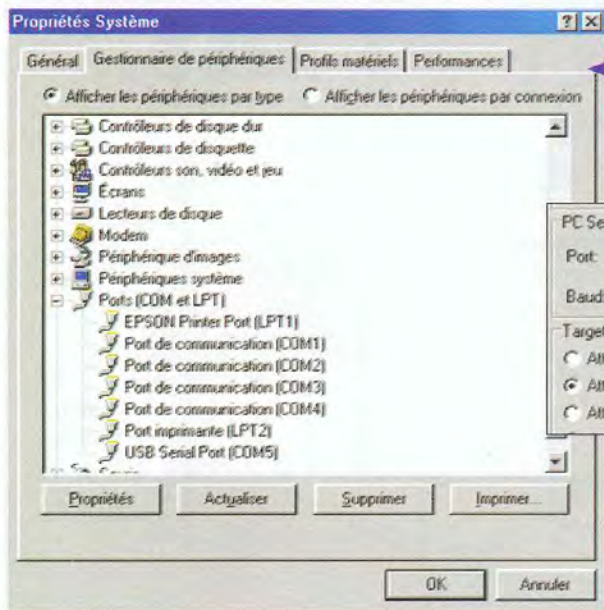 Propriétés Système
Général Gestionnaire de périphériques Profils matériels Performances
Afficher les périphériques par type Afficher les périphériques par connexion
Contrôleurs de disque dur
Contrôleurs de disquette
Contrôleurs son, vidéo et jeu
Écrans
Lecteurs de disque
Modem
Périphérique d'images
Périphériques système
Ports (COM et LPT)
EPSON Printer Port (LPT1)
Port de communication (COM1)
Port de communication (COM2)
Port de communication (COM3)
Port de communication (COM4)
Port imprimante (LPT2)
USB Serial Port (COM5)
Propriétés Actualiser Supprimer Imprimer...
OK Annuler
PC Se
Port:
Baud:
Target